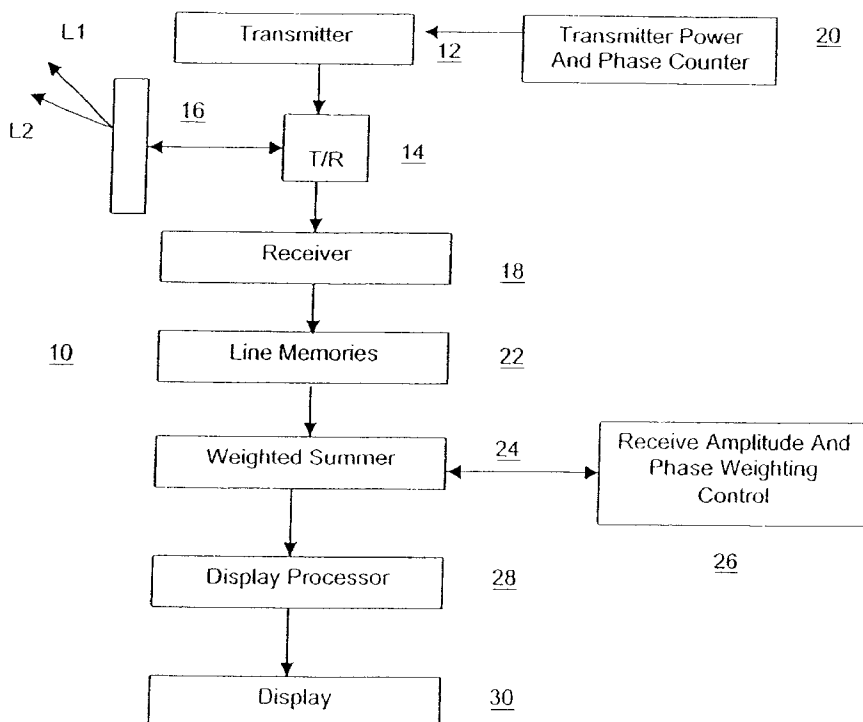 L1
Transmitter
12
Transmitter Power
And Phase Counter
20
L2
16
T/R
14
Receiver
18
10
Line Memories
22
Weighted Summer
24
Receive Amplitude And
Phase Weighting
Control
26
Display Processor
28
Display
30